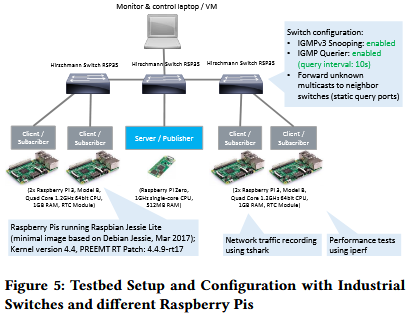 Monitor & control laptop / VM
Hirschmann Switch RSP35
Hirschmann Switch RSP35
Hirschmann Switch RSP35
Switch configuration:
• IGMPv3 Snooping: enabled
• IGMP Querier: enabled
(query interval: 10s)
• Forward unknown
multicasts to neighbor
switches (static query ports)
Client /
Subscriber
Client /
Subscriber
Server / Publisher
Client /
Subscriber
Client /
Subscriber
(2x Raspberry Pi 3, Model B,
Quad Core 1.2GHz 64bit CPU,
1GB RAM, RTC Module)
(Raspberry Pi Zero,
1GHz single-core CPU,
512MB RAM)
(2x Raspberry Pi 3, Model B,
Quad Core 1.2GHz 64bit CPU,
1GB RAM, RTC Module)
Raspberry Pis running Raspbian Jessie Lite
(minimal image based on Debian Jessie, Mar 2017);
Kernel version 4.4, PREEMT RT Patch: 4.4.9-rt17
Network traffic recording
using tshark
Performance tests
using iperf
Figure 5: Testbed Setup and Configuration with Industrial
Switches and different Raspberry Pis